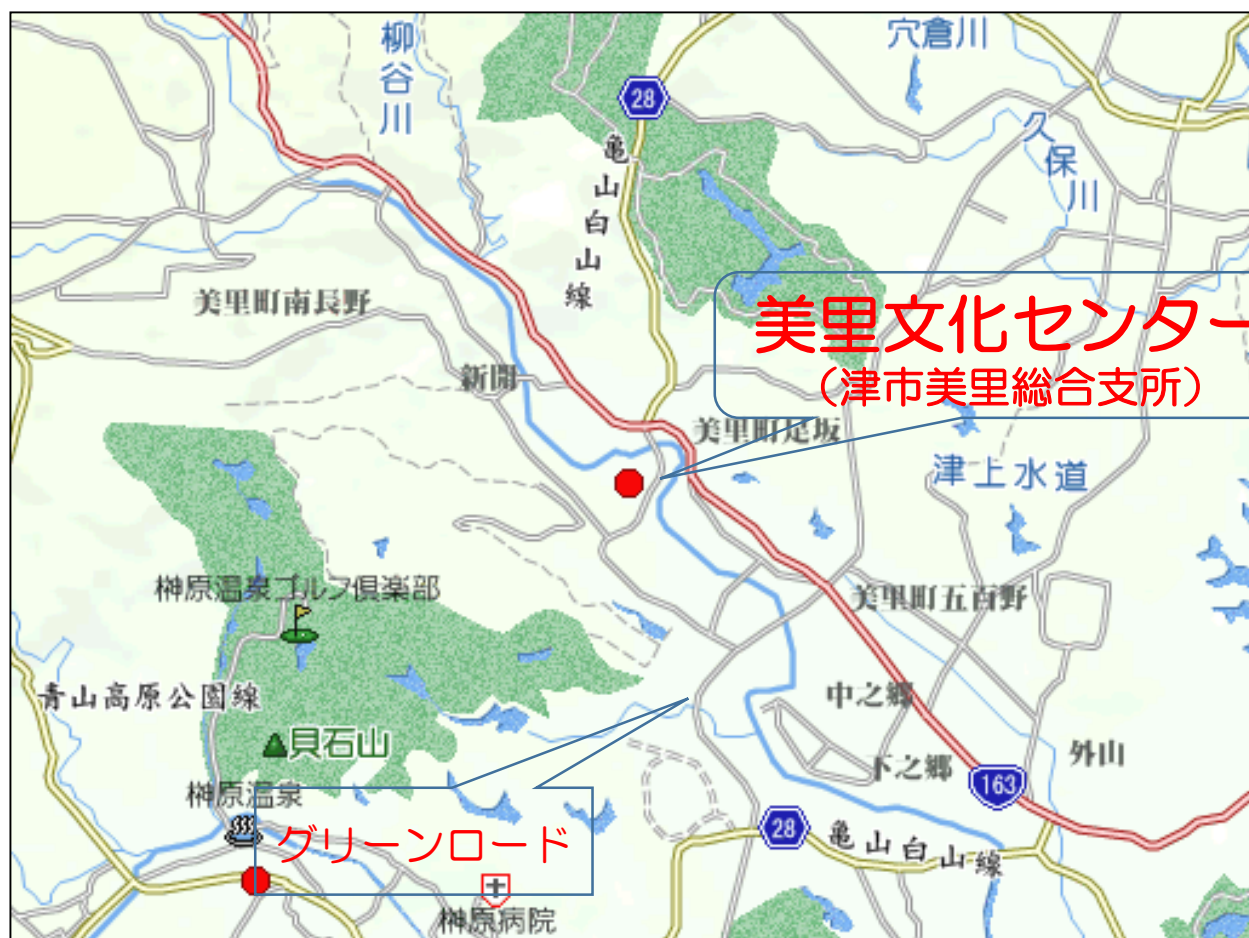 柳谷川
穴倉川
28
亀山白山線
久保川
美里町南長野
美里文化センター
(津市美里総合支所)
新開
美里町足坂
津上水道
榊原温泉ゴルフ倶楽部
美里町五百野
青山高原公園線
中之郷
貝石山
下之郷
外山
163
榊原温泉
グリーンロード
28
亀山白山線
榊原病院